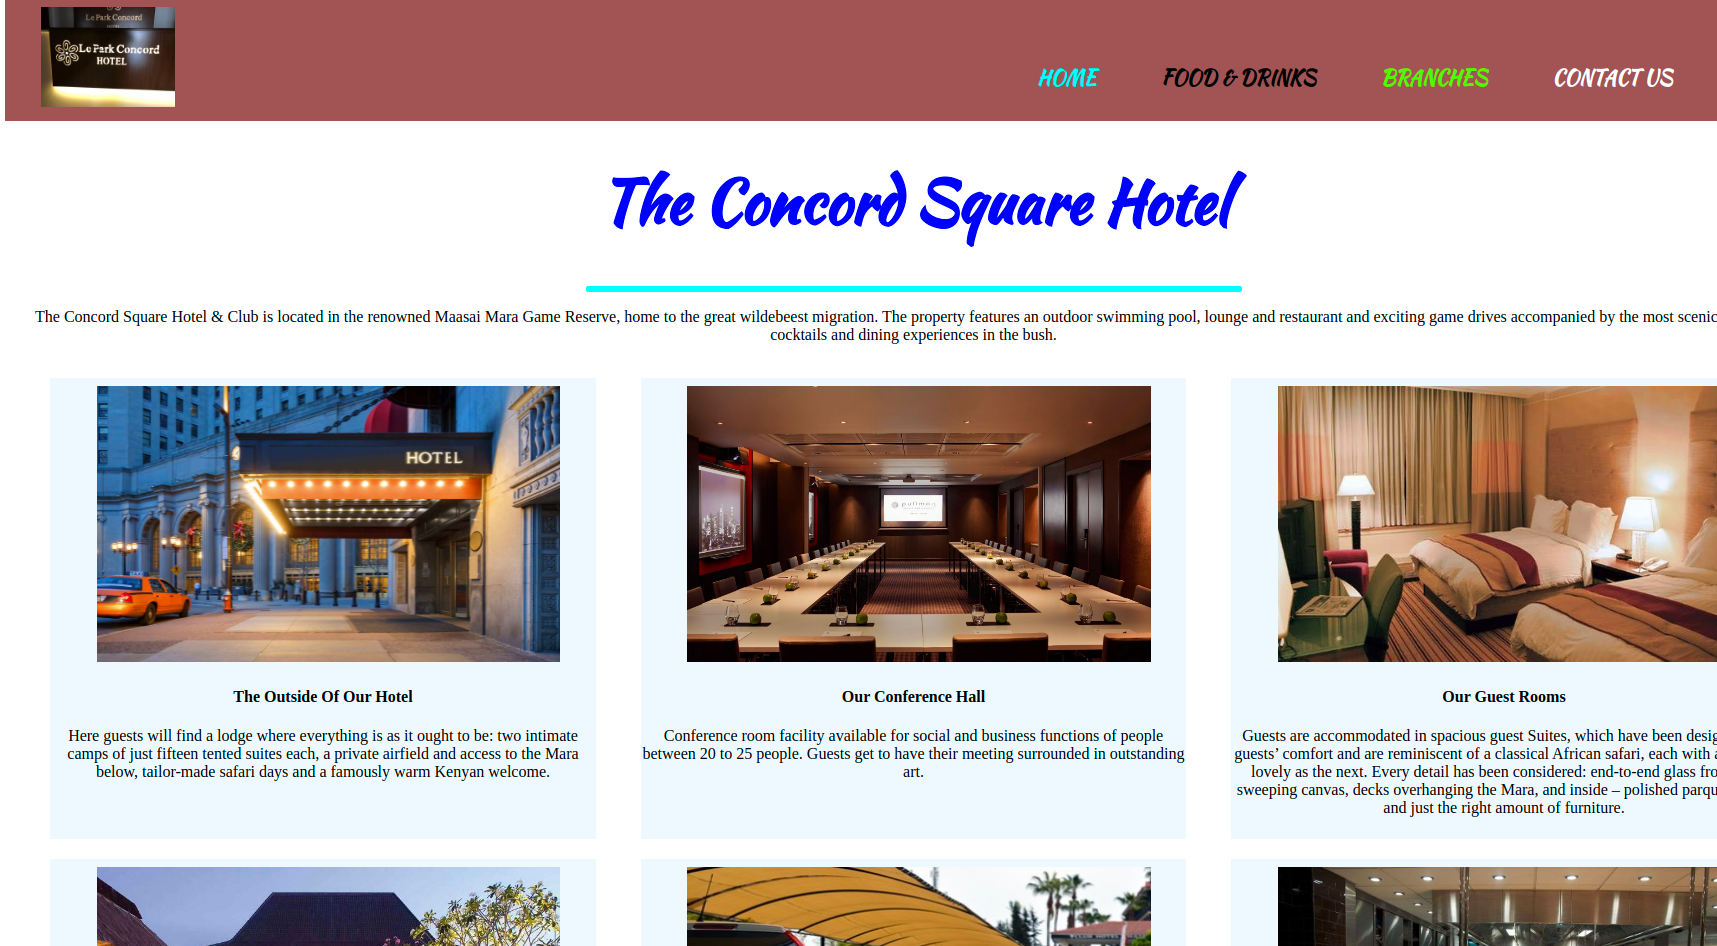 Le Park Concord
HOTEL
Le Park Concord
HOTEL
HOME
FOOD & DRINKS
BRANCHES
CONTACT US
The Concord Square Hotel
The Concord Square Hotel & Club is located in the renowned Maasai Mara Game Reserve, home to the great wildebeest migration. The property features an outdoor swimming pool, lounge and restaurant and exciting game drives accompanied by the most scenic
cocktails and dining experiences in the bush.
HOTEL
pullman
The Outside Of Our Hotel
Here guests will find a lodge where everything is as it ought to be: two intimate
camps of just fifteen tented suites each, a private airfield and access to the Mara
below, tailor-made safari days and a famously warm Kenyan welcome.
Our Conference Hall
Conference room facility available for social and business functions of people
between 20 to 25 people. Guests get to have their meeting surrounded in outstanding
art.
Our Guest Rooms
Guests are accommodated in spacious guest Suites, which have been desig
guests’ comfort and are reminiscent of a classical African safari, each with a
lovely as the next. Every detail has been considered: end-to-end glass fro
sweeping canvas, decks overhanging the Mara, and inside – polished parqu
and just the right amount of furniture.